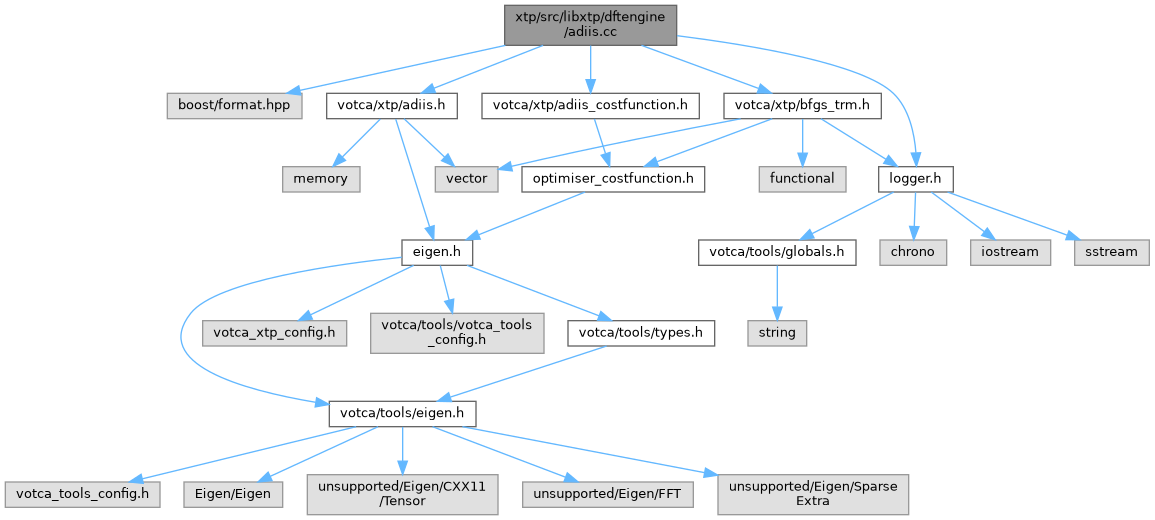 xtp/src/libxtp/dftengine
/adiis.cc
boost/format.hpp
votca/xtp/adiis.h
votca/xtp/adiis_costfunction.h
votca/xtp/bfgs_trm.h
memory
vector
optimiser_costfunction.h
functional
logger.h
eigen.h
votca/tools/globals.h
chrono
iostream
sstream
votca_xtp_config.h
votca/tools/votca_tools
_config.h
votca/tools/types.h
string
votca/tools/eigen.h
votca_tools_config.h
Eigen/Eigen
unsupported/Eigen/CXX11
/Tensor
unsupported/Eigen/FFT
unsupported/Eigen/Sparse
Extra